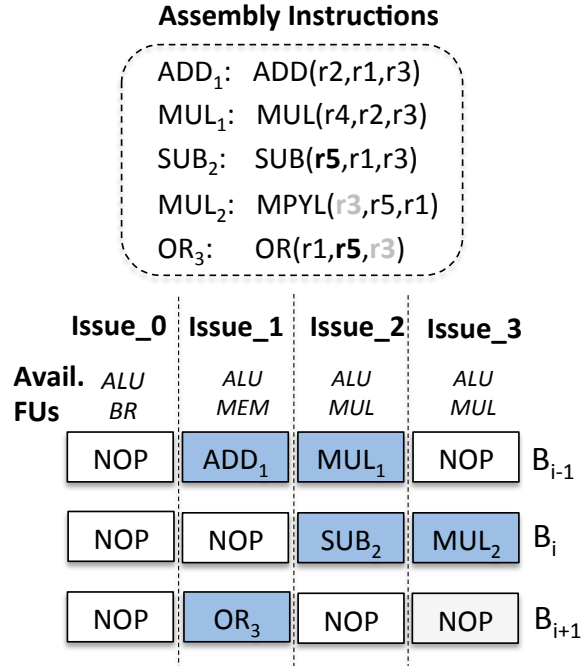 Assembly Instructions
ADD₁: ADD(r2,r1,r3)
MUL₁: MUL(r4,r2,r3)
SUB₂: SUB(r5,r1,r3)
MUL₂: MPYL(r3,r5,r1)
OR₃: OR(r1,r5,r3)
Issue_0 Issue_1 Issue_2 Issue_3
Avail. FUs
ALU BR
ALU MEM
ALU MUL
ALU MUL
NOP ADD₁ MUL₁ NOP Bᵢ₋₁
NOP NOP SUB₂ MUL₂ Bᵢ
NOP OR₃ NOP NOP Bᵢ₊₁